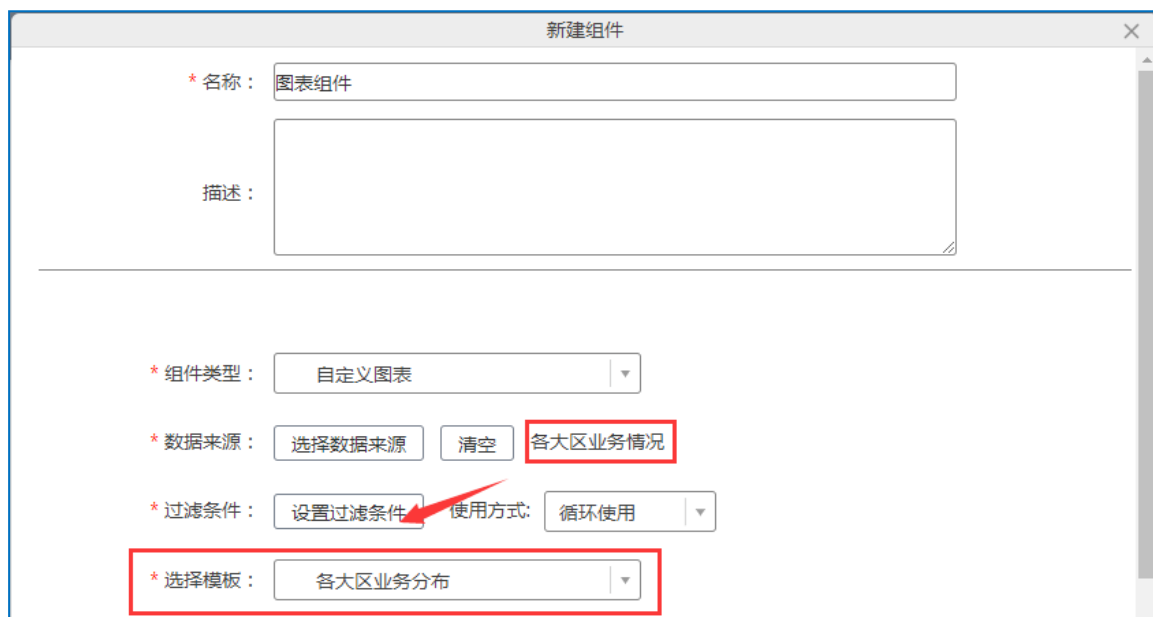 新建组件
* 名称： 图表组件
描述：
* 组件类型： 自定义图表
* 数据来源： 选择数据来源 清空 各大区业务情况
* 过滤条件： 设置过滤条件 使用方式: 循环使用
* 选择模板： 各大区业务分布